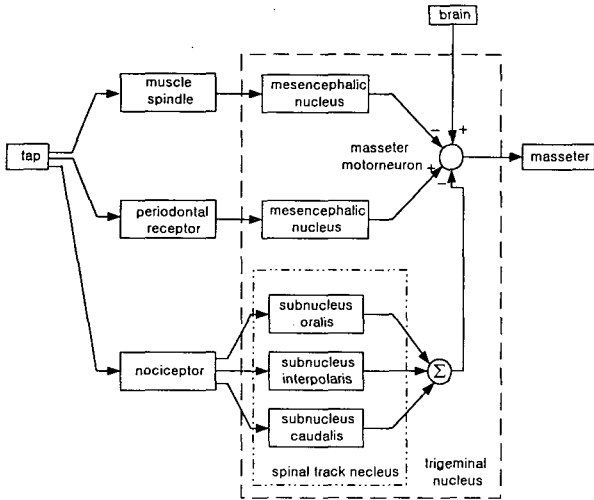 brain
muscle
spindle
mesencephalic
nucleus
− +
tap
masseter
motorneuron
+
−
masseter
periodontal
receptor
mesencephalic
nucleus
subnucleus
oralis
nociceptor
subnucleus
interpolaris
Σ
subnucleus
caudalis
spinal track necleus
trigeminal
nucleus